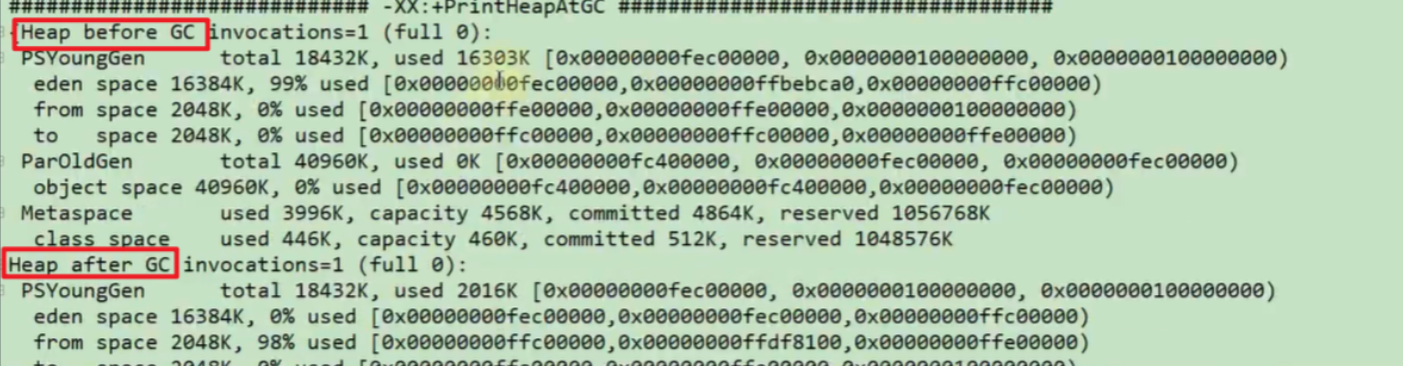 ############################# -XX:+PrintHeapAtGC ###################################
{Heap before GC invocations=1 (full 0):
PSYoungGen total 18432K, used 16303K [0x00000000fec00000, 0x0000000100000000, 0x0000000100000000)
eden space 16384K, 99% used [0x00000000fec00000,0x00000000ffbebca0,0x00000000ffc00000)
from space 2048K, 0% used [0x00000000ffe00000,0x00000000ffe00000,0x0000000100000000)
to space 2048K, 0% used [0x00000000ffc00000,0x00000000ffc00000,0x00000000ffe00000)
ParOldGen total 40960K, used 0K [0x00000000fc400000, 0x00000000fec00000, 0x00000000fec00000)
object space 40960K, 0% used [0x00000000fc400000,0x00000000fc400000,0x00000000fec00000)
Metaspace used 3996K, capacity 4568K, committed 4864K, reserved 1056768K
class space used 446K, capacity 460K, committed 512K, reserved 1048576K
Heap after GC invocations=1 (full 0):
PSYoungGen total 18432K, used 2016K [0x00000000fec00000, 0x0000000100000000, 0x0000000100000000)
eden space 16384K, 0% used [0x00000000fec00000,0x00000000fec00000,0x00000000ffc00000)
from space 2048K, 98% used [0x00000000ffc00000,0x00000000ffdf8100,0x00000000ffe00000)
to space 2048K, 0% used